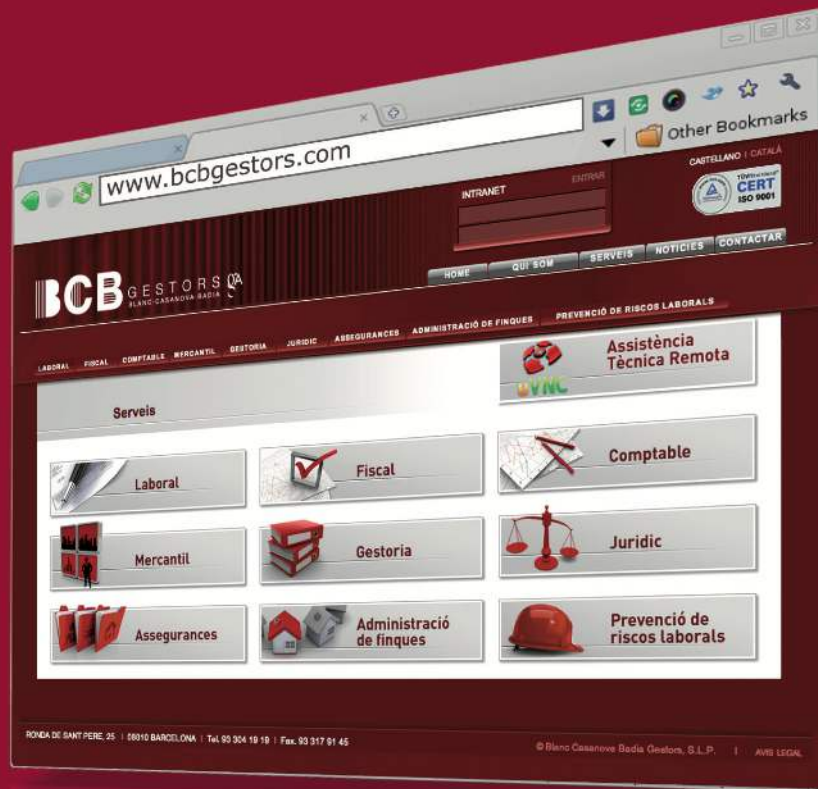 www.bcbgestors.com
Other Bookmarks
CASTELLANO | CATALÀ
INTRANET
ENTRAR
CERT
ISO 9001
BCB GESTORS
BLANC-CASANOVA BADIA
HOME
QUI SOM
SERVEIS
NOTICIES
CONTACTAR
LABORAL
FISCAL
COMPTABLE
MERCANTIL
GESTORIA
JURIDIC
ASSEGURANCES
ADMINISTRACIÓ DE FINQUES
PREVENCIÓ DE RISCOS LABORALS
Serveis
VNC
Assistència
Tècnica Remota
Laboral
Fiscal
Comptable
Mercantil
Gestoria
Juridic
Assegurances
Administració
de finques
Prevenció de
riscos laborals
RONDA DE SANT PERE, 25 | 08010 BARCELONA | Tel. 93 304 19 19 | Fax. 93 317 91 45
© Blanc Casanova Badia Gestors, S.L.P. | AVIS LEGAL